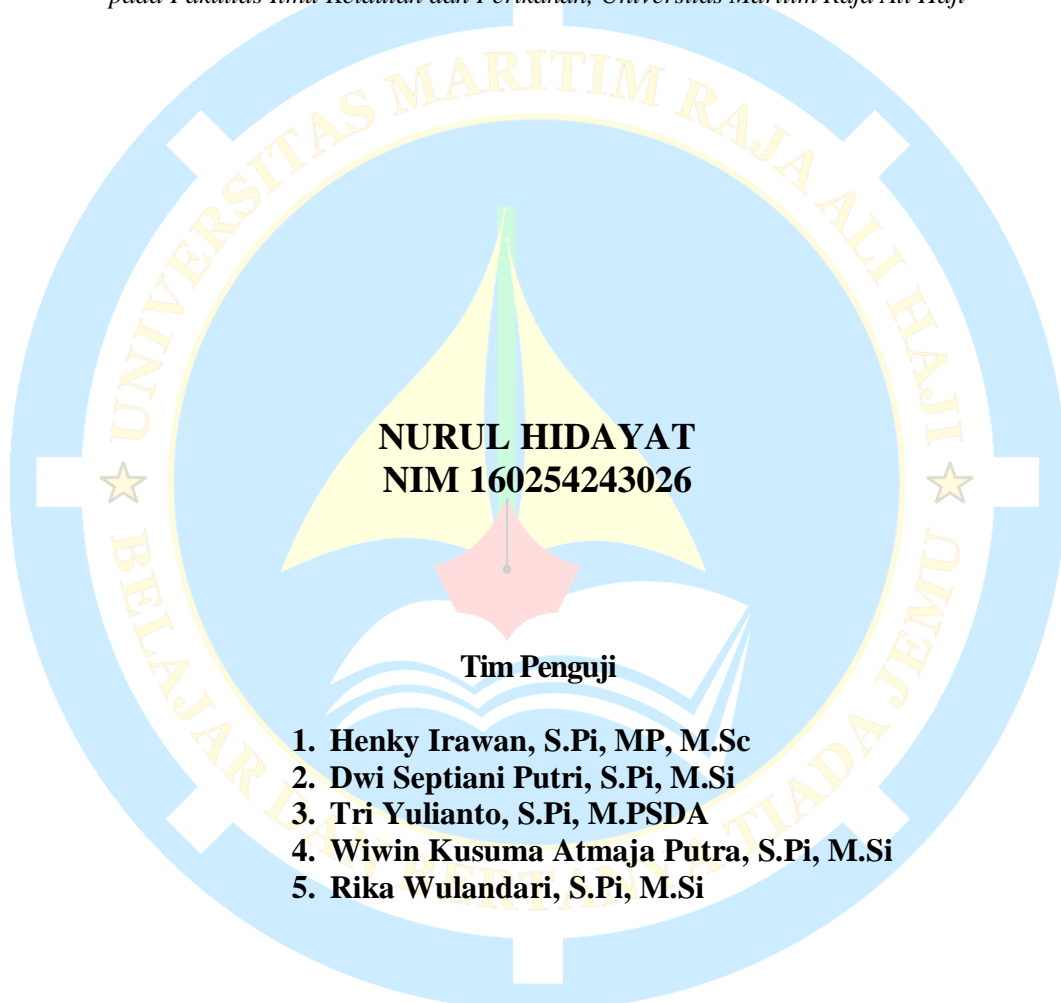 pada Fakultas Ilmu Kelautan dan Perikanan, Universitas Maritim Raja Ali Haji
UNIVERSITAS MARITIM RAJA ALI HAJI
NURUL HIDAYAT
NIM 160254243026
Tim Penguji
1. Henky Irawan, S.Pi, MP, M.Sc
2. Dwi Septiani Putri, S.Pi, M.Si
3. Tri Yulianto, S.Pi, M.PSDA
4. Wiwin Kusuma Atmaja Putra, S.Pi, M.Si
5. Rika Wulandari, S.Pi, M.Si
BELAJAR DAN BERTANYA TIADA JEMU